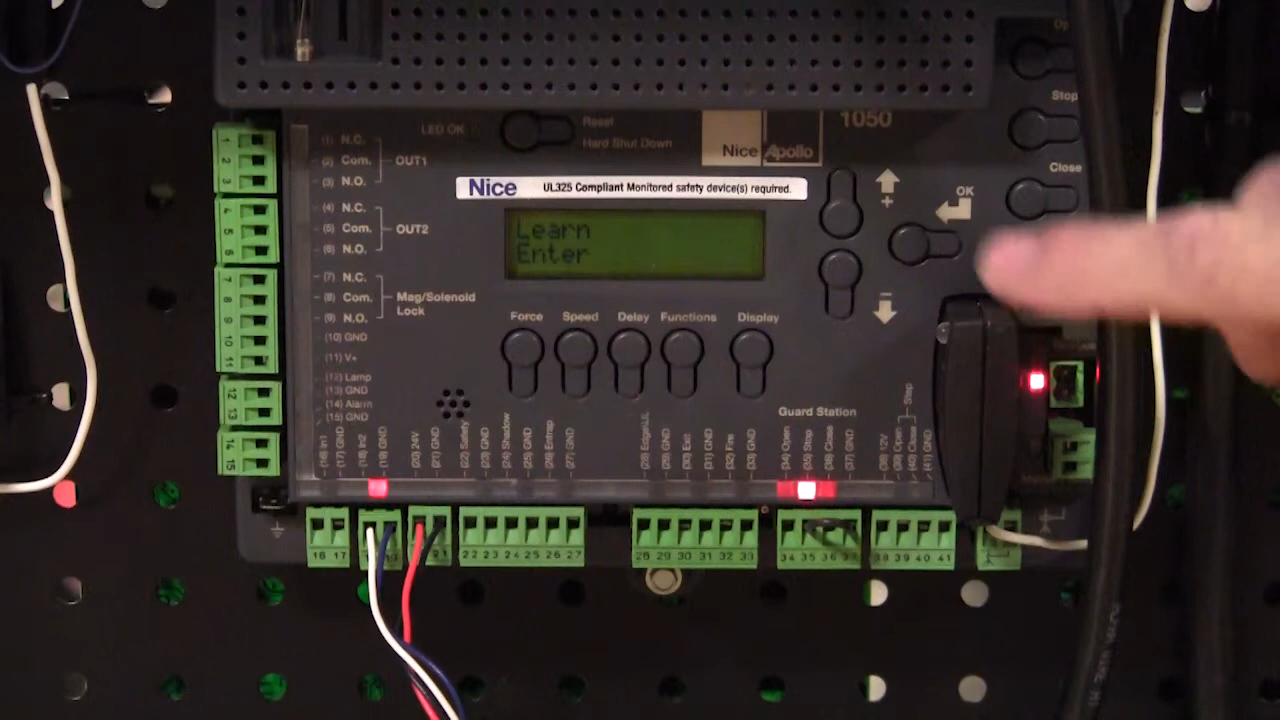 Op
Stop
Close
LED OK
Reset
Hard Shut Down
Nice Apollo
1050
Nice UL325 Compliant Monitored safety device(s) required.
Learn
Enter
+
OK
−
Force Speed Delay Functions Display
(1) N.C.
(2) Com. OUT1
(3) N.O.
(4) N.C.
(5) Com. OUT2
(6) N.O.
(7) N.C.
(8) Com. Mag/Solenoid
Lock
(9) N.O.
(10) GND
(11) V+
(12) Lamp
(13) GND
(14) Alarm
(15) GND
Guard Station
(16) In1
(17) GND
(18) In2
(19) GND
(20) 24V
(21) GND
(22) Safety
(23) GND
(24) Shadow
(25) GND
(26) Entrap
(27) GND
(28) Edge/UL
(29) GND
(30) Exit
(31) GND
(32) Fire
(33) GND
(34) Open
(35) Stop
(36) Close
(37) GND
(38) 12V
(39) Open
(40) Close
Step
(41) GND
1
2
3
4
5
6
7
8
9
10
11
12
13
14
15
16 17
21
22 23 24 25 26 27
28 29 30 31 32 33
34 35 36 37
38 39 40 41